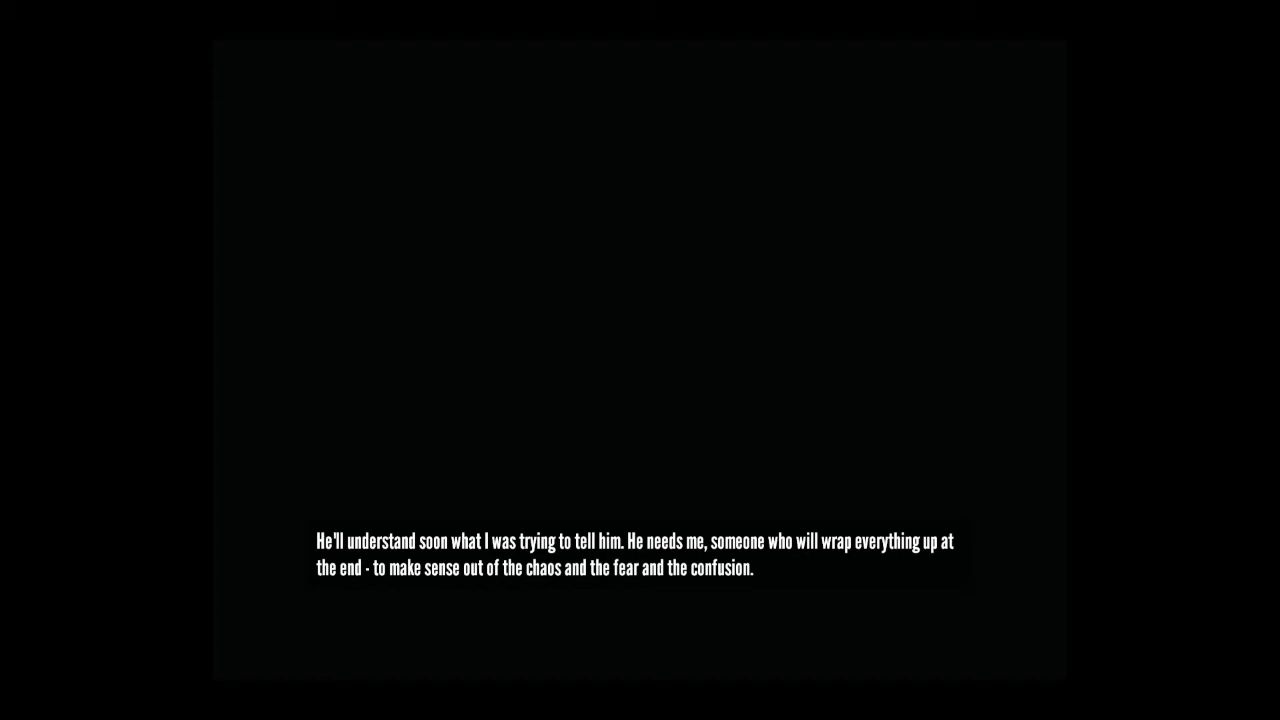 He'll understand soon what I was trying to tell him. He needs me, someone who will wrap everything up at
the end - to make sense out of the chaos and the fear and the confusion.